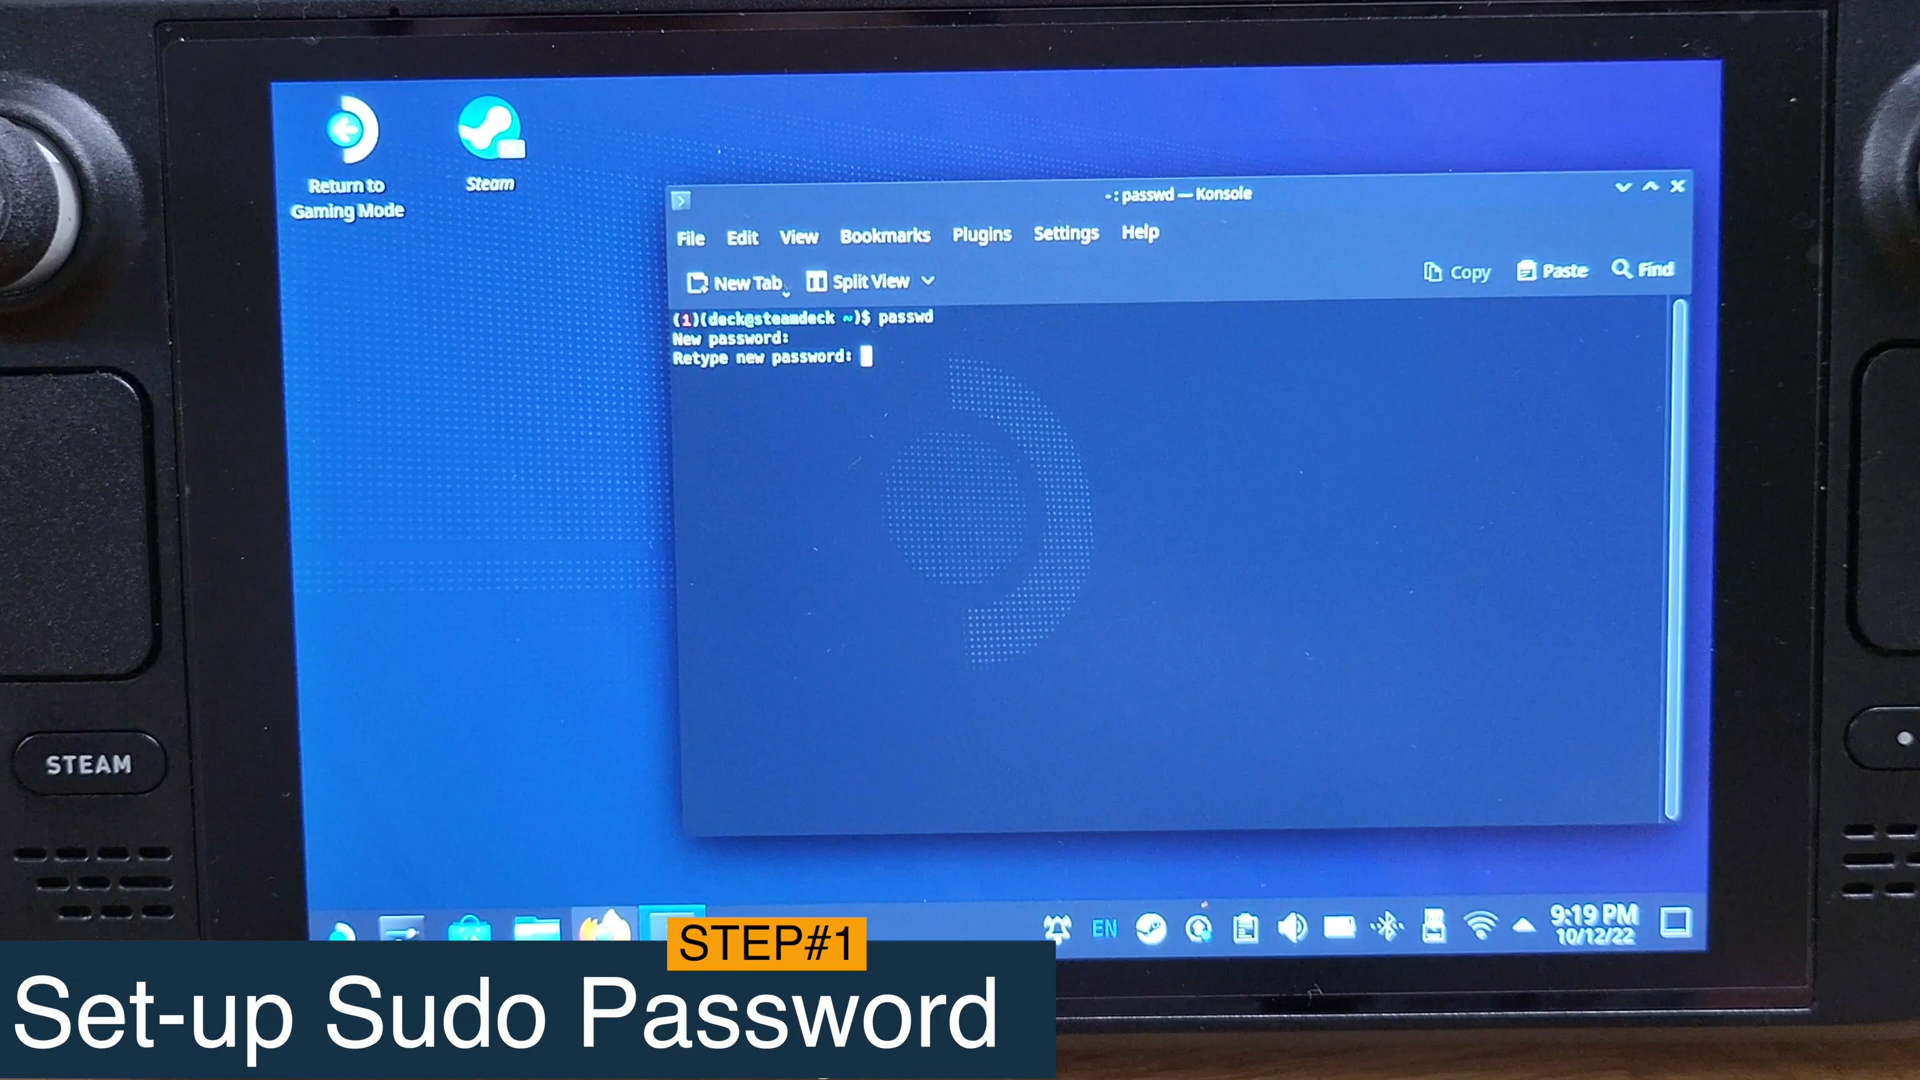 Return to
Gaming Mode
Steam
~ : passwd — Konsole
File Edit View Bookmarks Plugins Settings Help
New Tab Split View Copy Paste Find
(1)(deck@steamdeck ~)$ passwd
New password:
Retype new password:
STEAM
EN
9:19 PM
10/12/22
STEP#1
Set-up Sudo Password